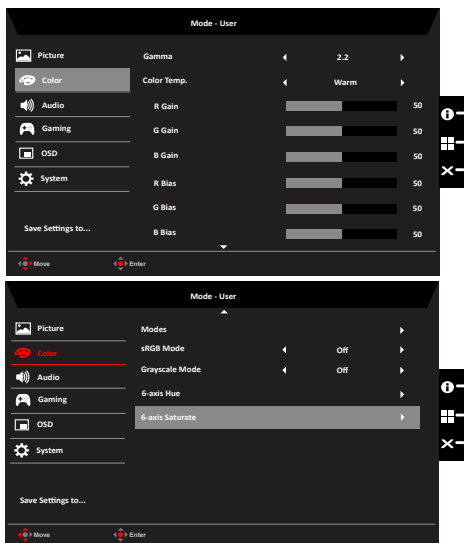 Mode - User
Picture
Gamma 2.2
Color
Color Temp. Warm
Audio
R Gain 50
Gaming
G Gain 50
OSD
B Gain 50
System
R Bias 50
G Bias 50
Save Settings to...
B Bias 50
Move Enter
Mode - User
Picture
Modes
Color
sRGB Mode Off
Audio
Grayscale Mode Off
Gaming
6-axis Hue
OSD
6-axis Saturate
System
Save Settings to...
Move Enter